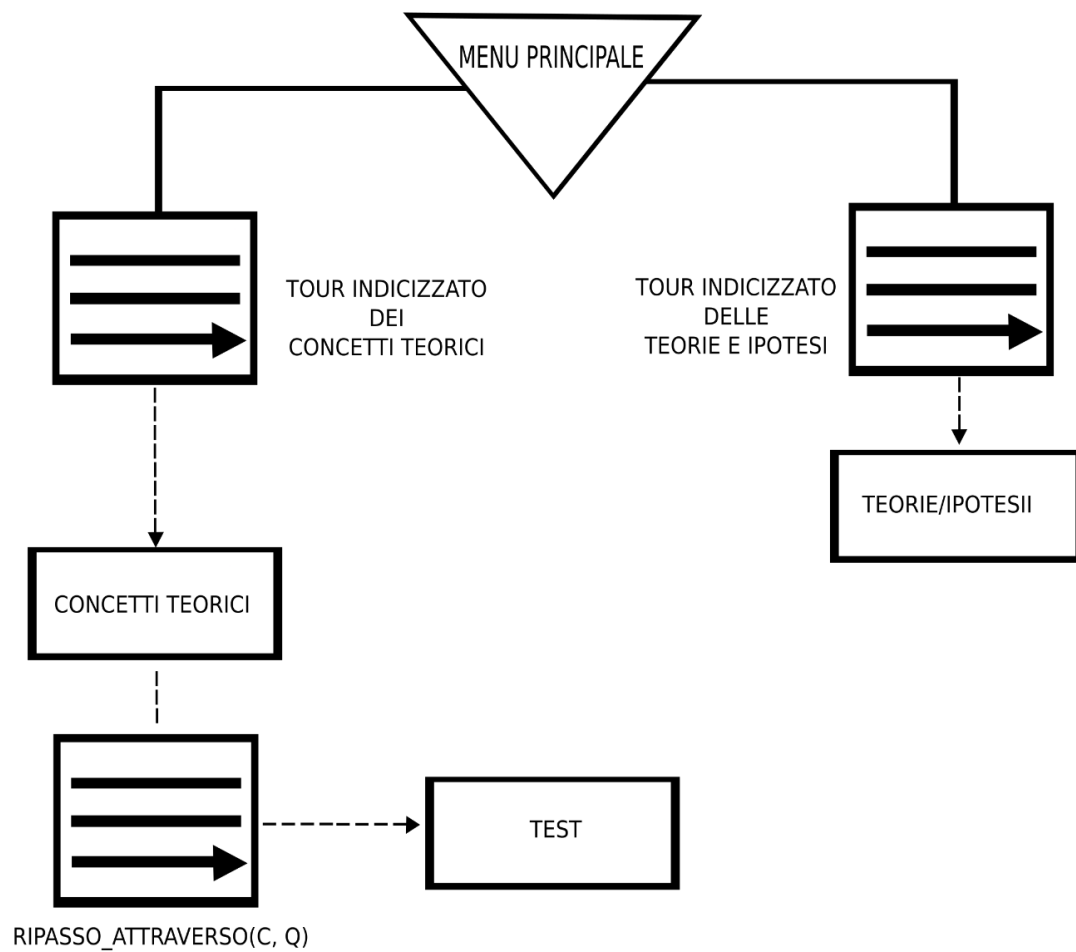 MENU PRINCIPALE
TOUR INDICIZZATO
DEI
CONCETTI TEORICI
TOUR INDICIZZATO
DELLE
TEORIE E IPOTESI
TEORIE/IPOTESII
CONCETTI TEORICI
TEST
RIPASSO_ATTRAVERSO(C, Q)